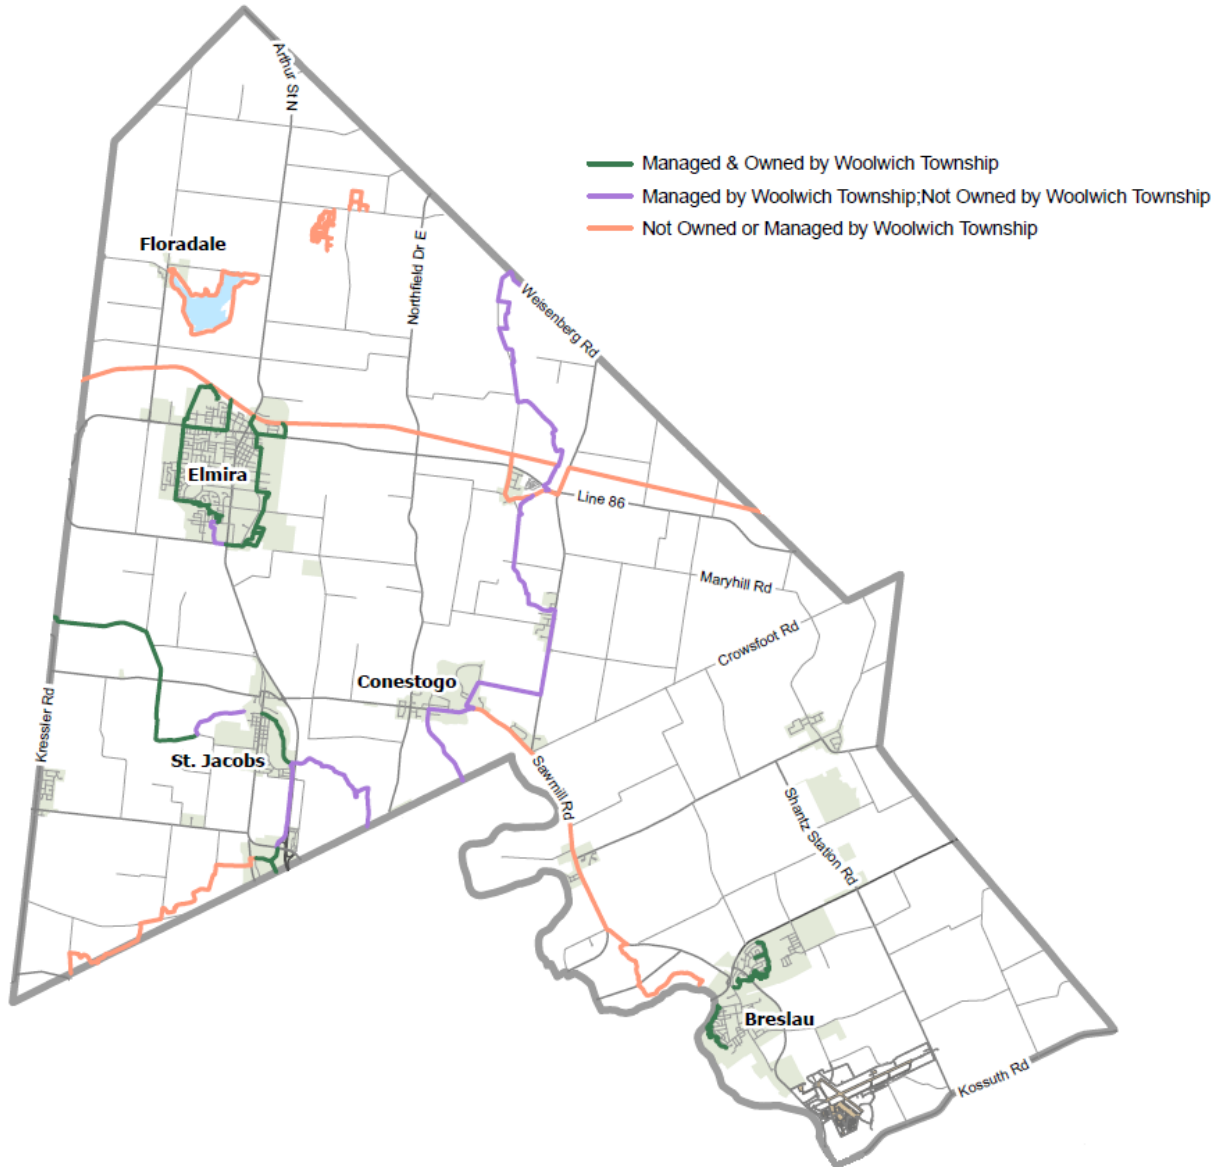 Arthur St N
Managed & Owned by Woolwich Township
Managed by Woolwich Township;Not Owned by Woolwich Township
Not Owned or Managed by Woolwich Township
Floradale
Northfield Dr E
Weisenberg Rd
Elmira
Line 86
Maryhill Rd
Crowsfoot Rd
Conestogo
Kressler Rd
St. Jacobs
Sawmill Rd
Shantz Station Rd
Breslau
Kossuth Rd